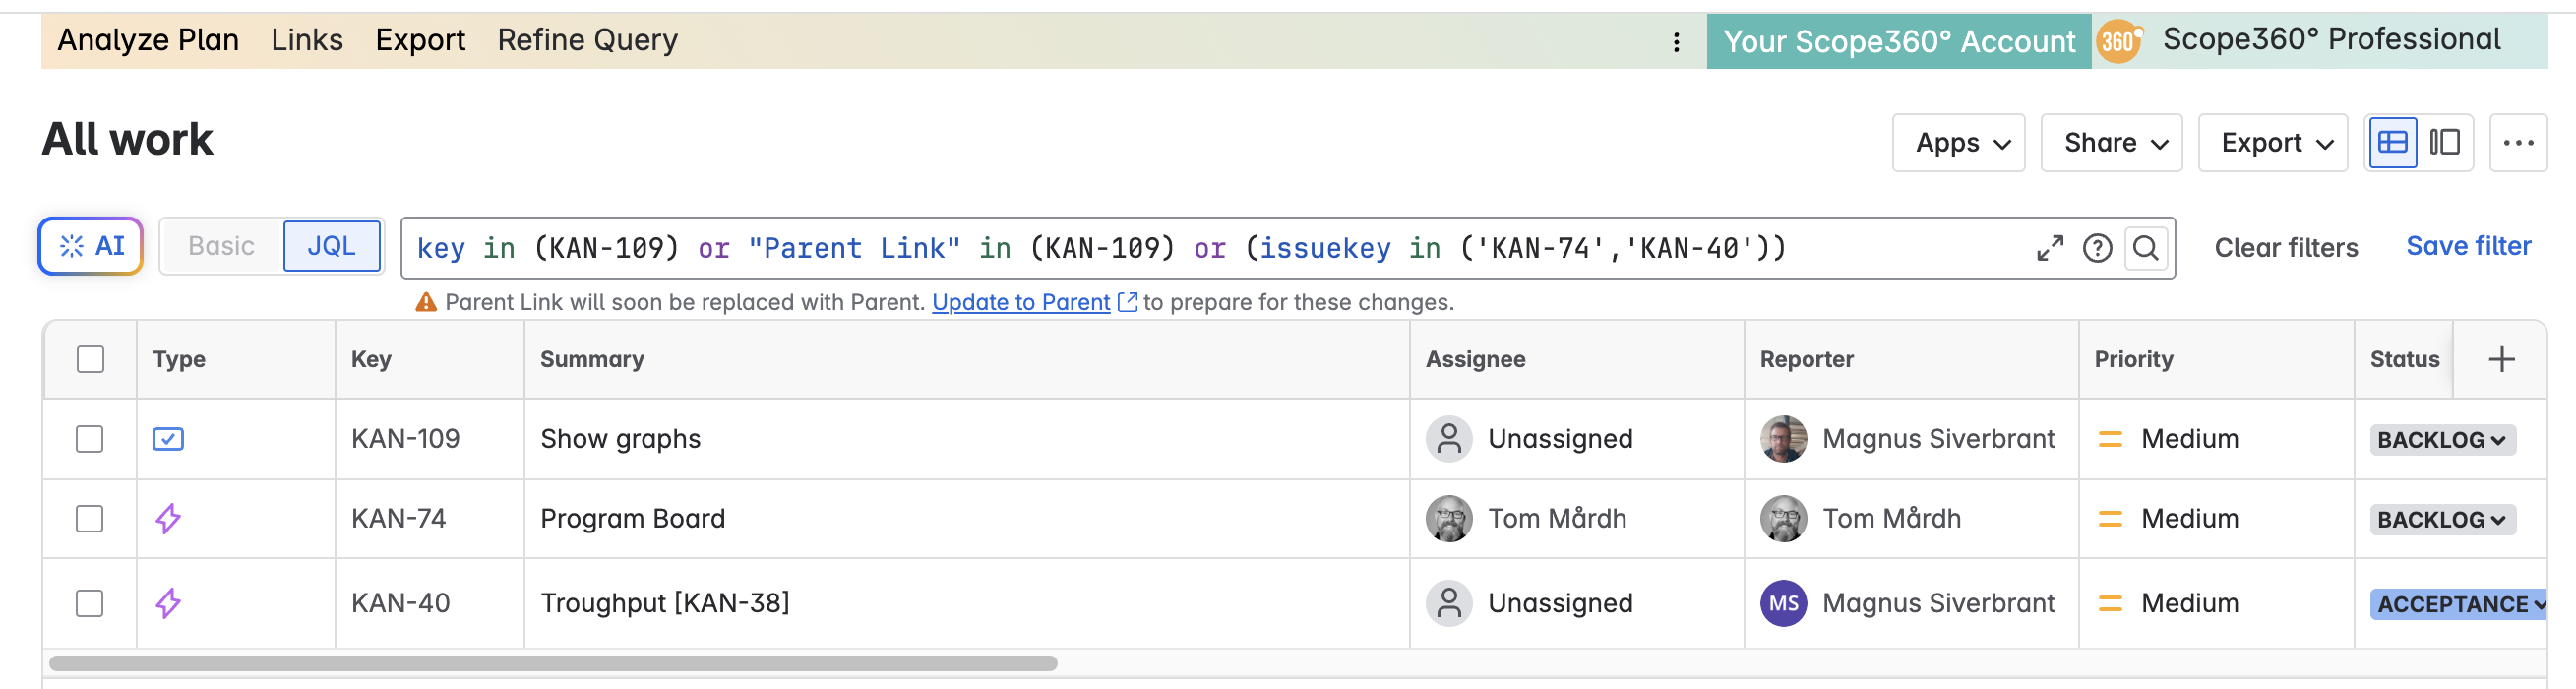 Analyze Plan Links Export Refine Query Your Scope360° Account 360 Scope360° Professional
All work Apps Share Export
AI Basic JQL key in (KAN-109) or "Parent Link" in (KAN-109) or (issuekey in ('KAN-74','KAN-40')) Clear filters Save filter
Parent Link will soon be replaced with Parent. Update to Parent to prepare for these changes.
Type Key Summary Assignee Reporter Priority Status
KAN-109 Show graphs Unassigned Magnus Siverbrant Medium BACKLOG
KAN-74 Program Board Tom Mårdh Tom Mårdh Medium BACKLOG
KAN-40 Troughput [KAN-38] Unassigned MS Magnus Siverbrant Medium ACCEPTANCE